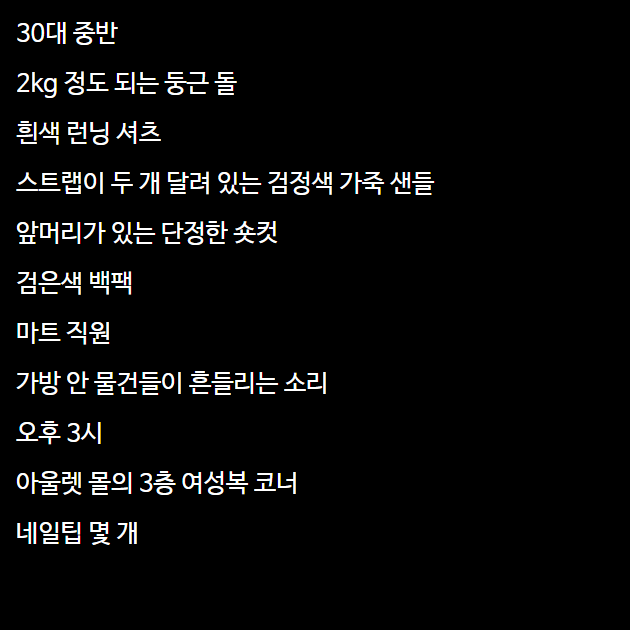 30대 중반
2kg 정도 되는 둥근 돌
흰색 런닝 셔츠
스트랩이 두 개 달려 있는 검정색 가죽 샌들
앞머리가 있는 단정한 숏컷
검은색 백팩
마트 직원
가방 안 물건들이 흔들리는 소리
오후 3시
아울렛 몰의 3층 여성복 코너
네일팁 몇 개